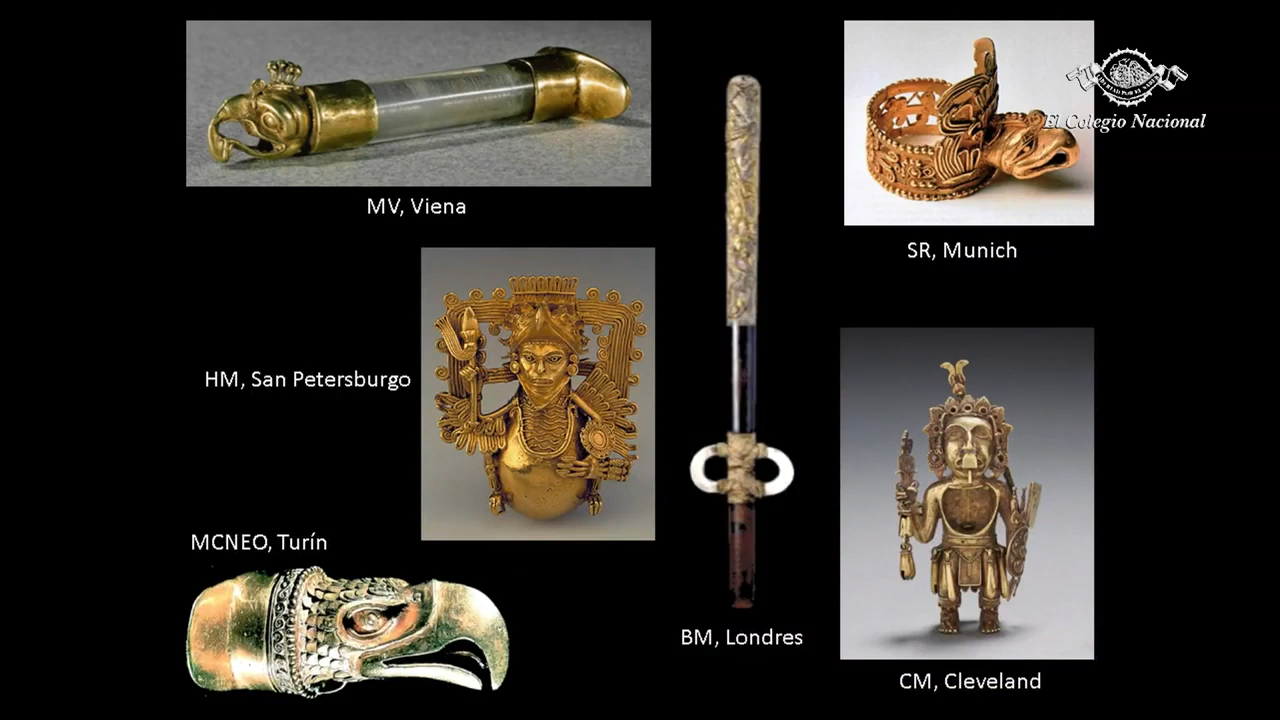 El Colegio Nacional
MV, Viena
SR, Munich
HM, San Petersburgo
MCNEO, Turín
BM, Londres
CM, Cleveland